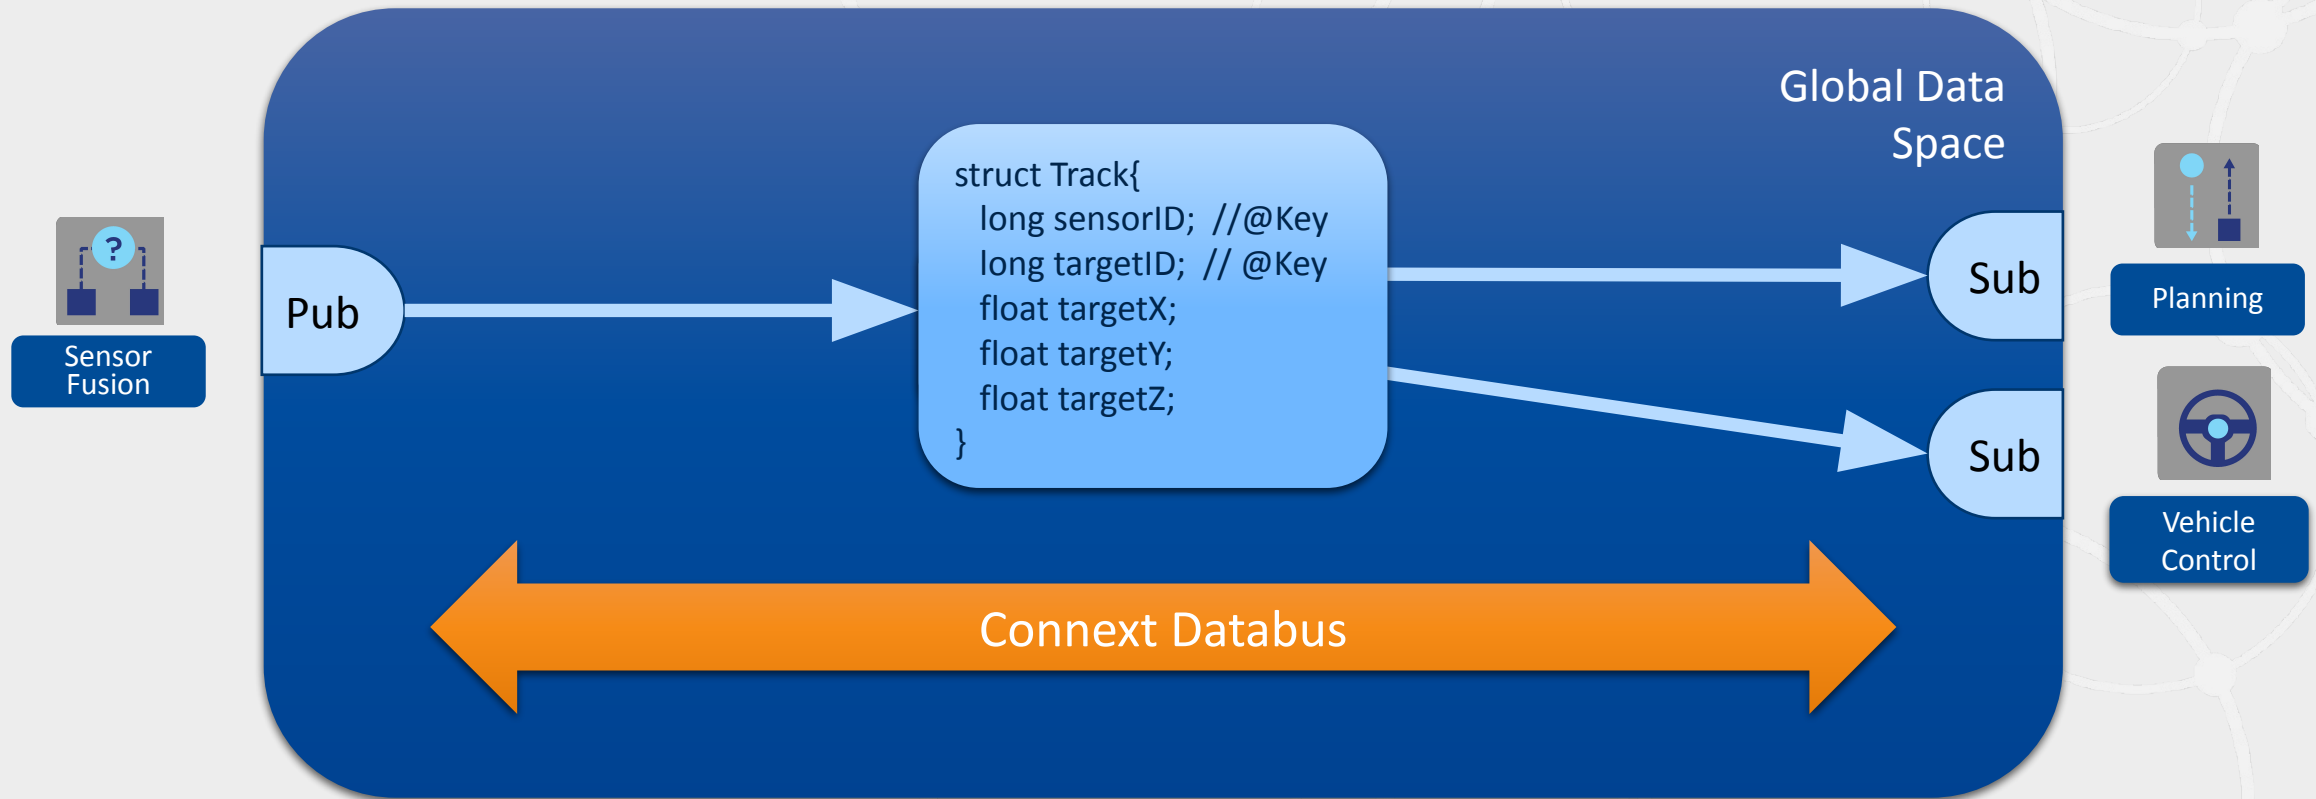 Global Data
Space
struct Track{
long sensorID;  //@Key
long targetID;  // @Key
float targetX;
float targetY;
float targetZ;
}
?
Sensor
Fusion
Pub
Sub
Planning
Sub
Vehicle
Control
Connext Databus